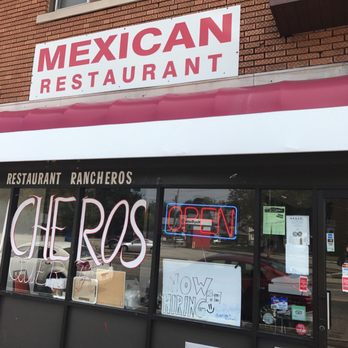 MEXICAN
RESTAURANT
RESTAURANT RANCHEROS
CHEROS
OPEN
NOW
HIRING